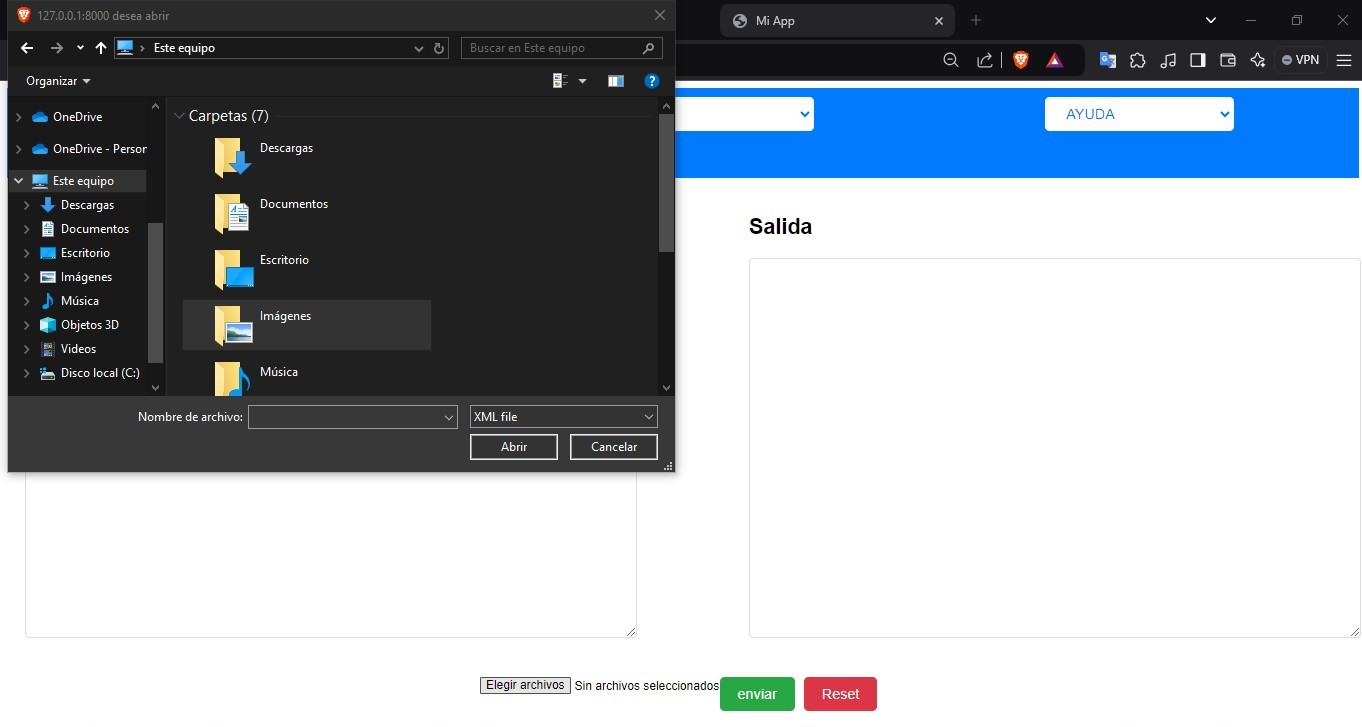 127.0.0.1:8000 desea abrir
Mi App
Este equipo
Buscar en Este equipo
VPN
Organizar
OneDrive
OneDrive - Person
Este equipo
Descargas
Documentos
Escritorio
Imágenes
Música
Objetos 3D
Videos
Disco local (C:)
Carpetas (7)
Descargas
Documentos
Escritorio
Imágenes
Música
Nombre de archivo:
XML file
Abrir
Cancelar
AYUDA
Salida
Elegir archivos
Sin archivos seleccionados
enviar
Reset